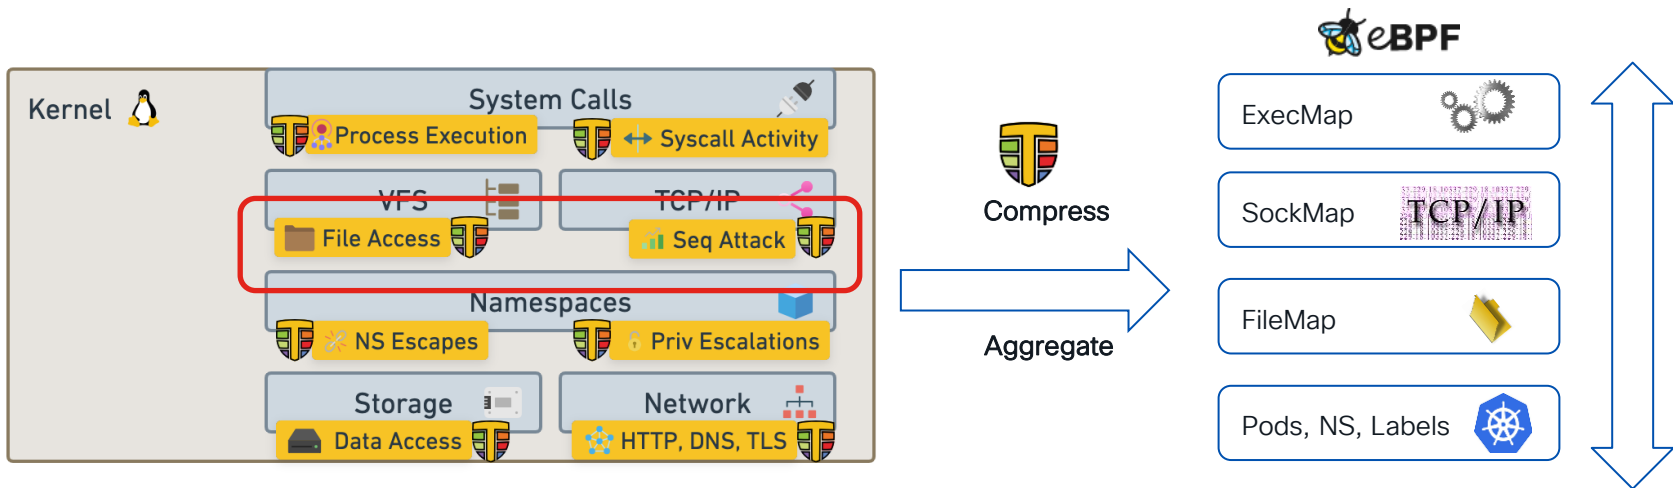 eBPF
Kernel
System Calls
Process Execution
Syscall Activity
VFS
TCP/IP
File Access
Seq Attack
Namespaces
NS Escapes
Priv Escalations
Storage
Network
Data Access
HTTP, DNS, TLS
Compress
Aggregate
ExecMap
SockMap
TCP/IP
FileMap
Pods, NS, Labels